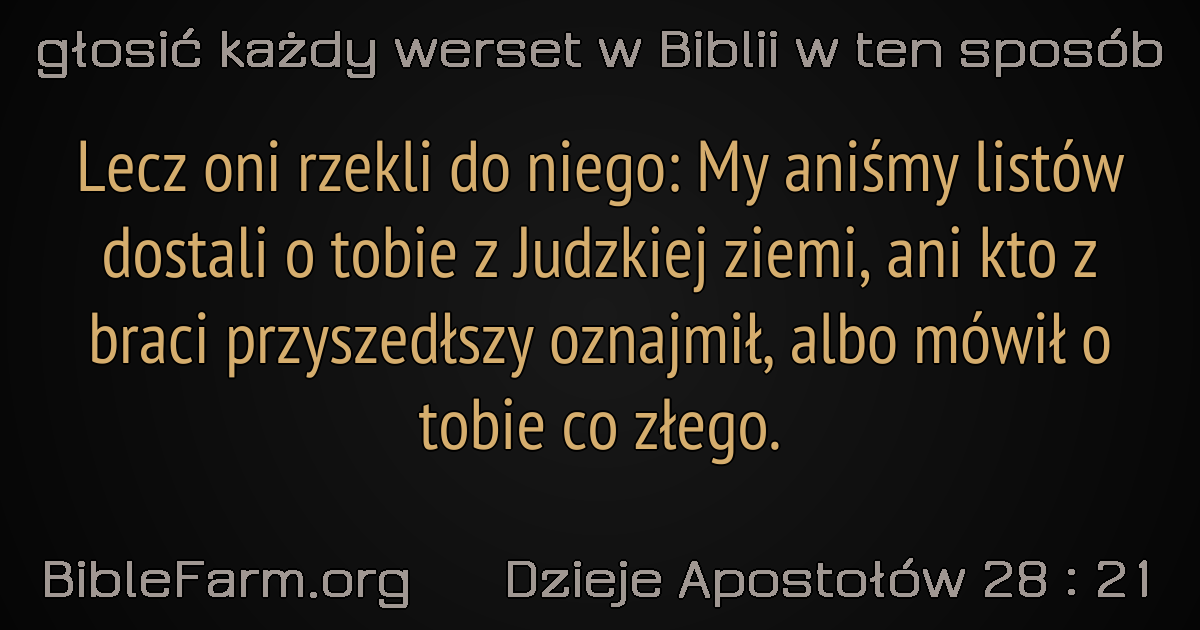 głosić każdy werset w Biblii w ten sposób
Lecz oni rzekli do niego: My aniśmy listów
dostali o tobie z Judzkiej ziemi, ani kto z
braci przyszedłszy oznajmił, albo mówił o
tobie co złego.
BibleFarm.org Dzieje Apostołów 28 : 21